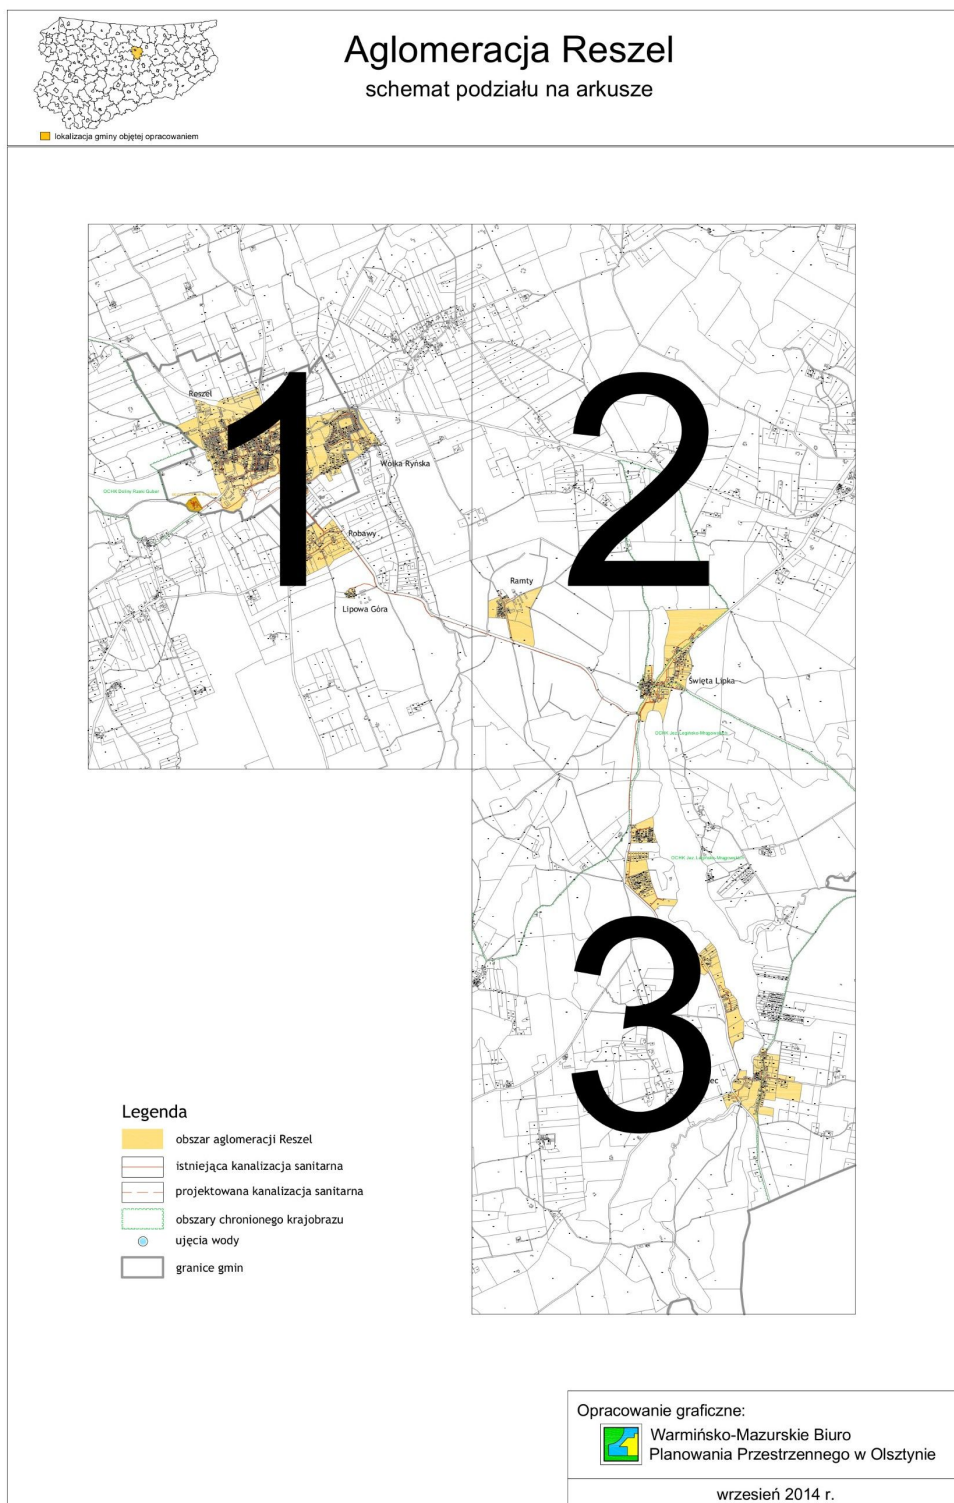 Aglomeracja Reszel
schemat podziału na arkusze
lokalizacja gminy objętej opracowaniem
1
2
Reszel
Wólka Ryńska
Robawy
Lipowa Góra
Ramty
Święta Lipka
3
Legenda
obszar aglomeracji Reszel
istniejąca kanalizacja sanitarna
projektowana kanalizacja sanitarna
obszary chronionego krajobrazu
ujęcia wody
granice gmin
Opracowanie graficzne:
Warmińsko-Mazurskie Biuro
Planowania Przestrzennego w Olsztynie
wrzesień 2014 r.